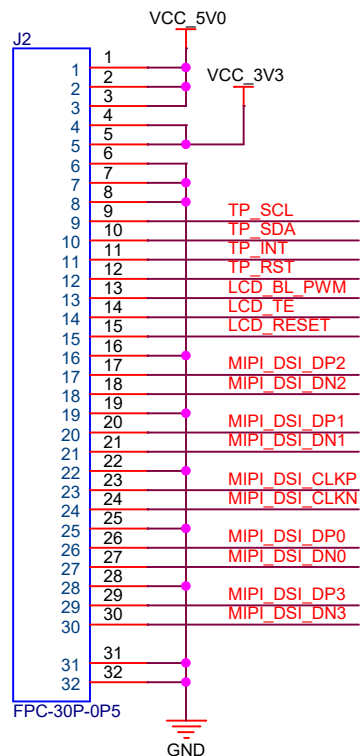 VCC_5V0
J2
VCC_3V3
1 1
2 2
3 3
4 4
5 5
6 6
7 7
8 8
9 9 TP_SCL
10 10 TP_SDA
11 11 TP_INT
12 12 TP_RST
13 13 LCD_BL_PWM
14 14 LCD_TE
15 15 LCD_RESET
16 16
17 17 MIPI_DSI_DP2
18 18 MIPI_DSI_DN2
19 19
20 20 MIPI_DSI_DP1
21 21 MIPI_DSI_DN1
22 22
23 23 MIPI_DSI_CLKP
24 24 MIPI_DSI_CLKN
25 25
26 26 MIPI_DSI_DP0
27 27 MIPI_DSI_DN0
28 28
29 29 MIPI_DSI_DP3
30 30 MIPI_DSI_DN3
31 31
32 32
FPC-30P-0P5
GND